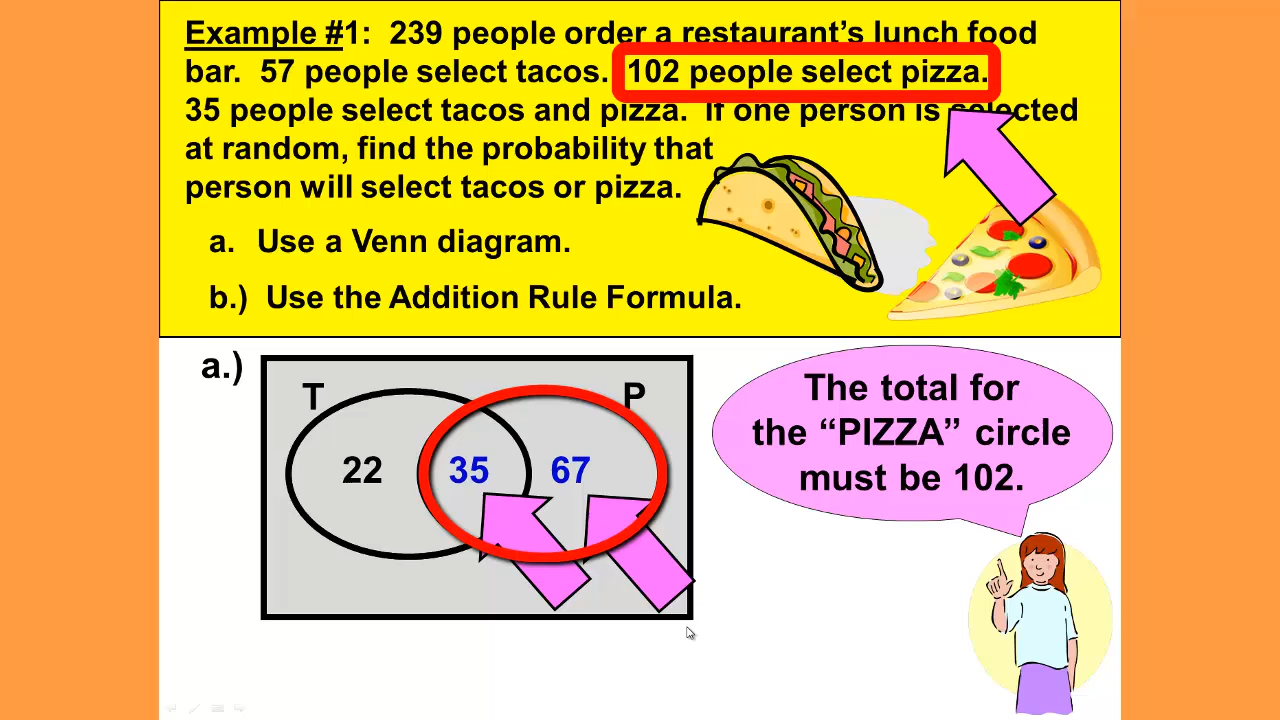 Example #1: 239 people order a restaurant’s lunch food
bar. 57 people select tacos. 102 people select pizza.
35 people select tacos and pizza. If one person is selected
at random, find the probability that
person will select tacos or pizza.
a. Use a Venn diagram.
b.) Use the Addition Rule Formula.
a.)
T P
22 35 67
The total for
the “PIZZA” circle
must be 102.